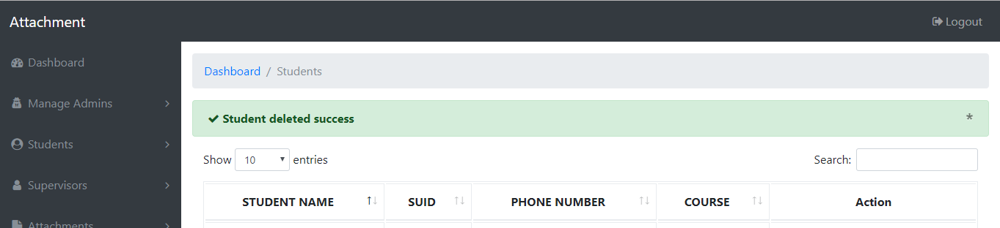 Attachment
Logout
Dashboard
Manage Admins
Students
Supervisors
Attachments
Dashboard / Students
Student deleted success *
Show 10 entries
Search:
STUDENT NAME SUID PHONE NUMBER COURSE Action